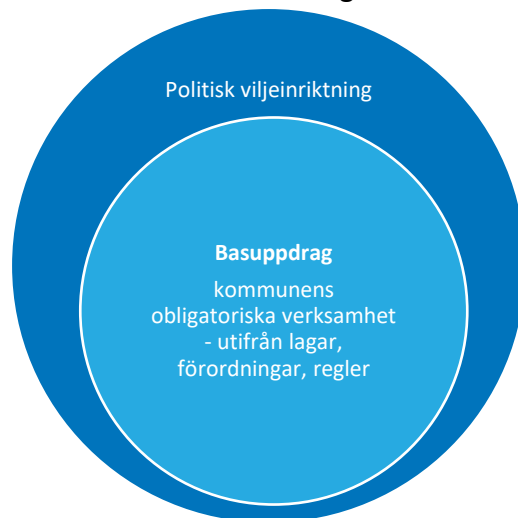 Politisk viljeinriktning
Basuppdrag
kommunens
obligatoriska verksamhet
- utifrån lagar,
förordningar, regler